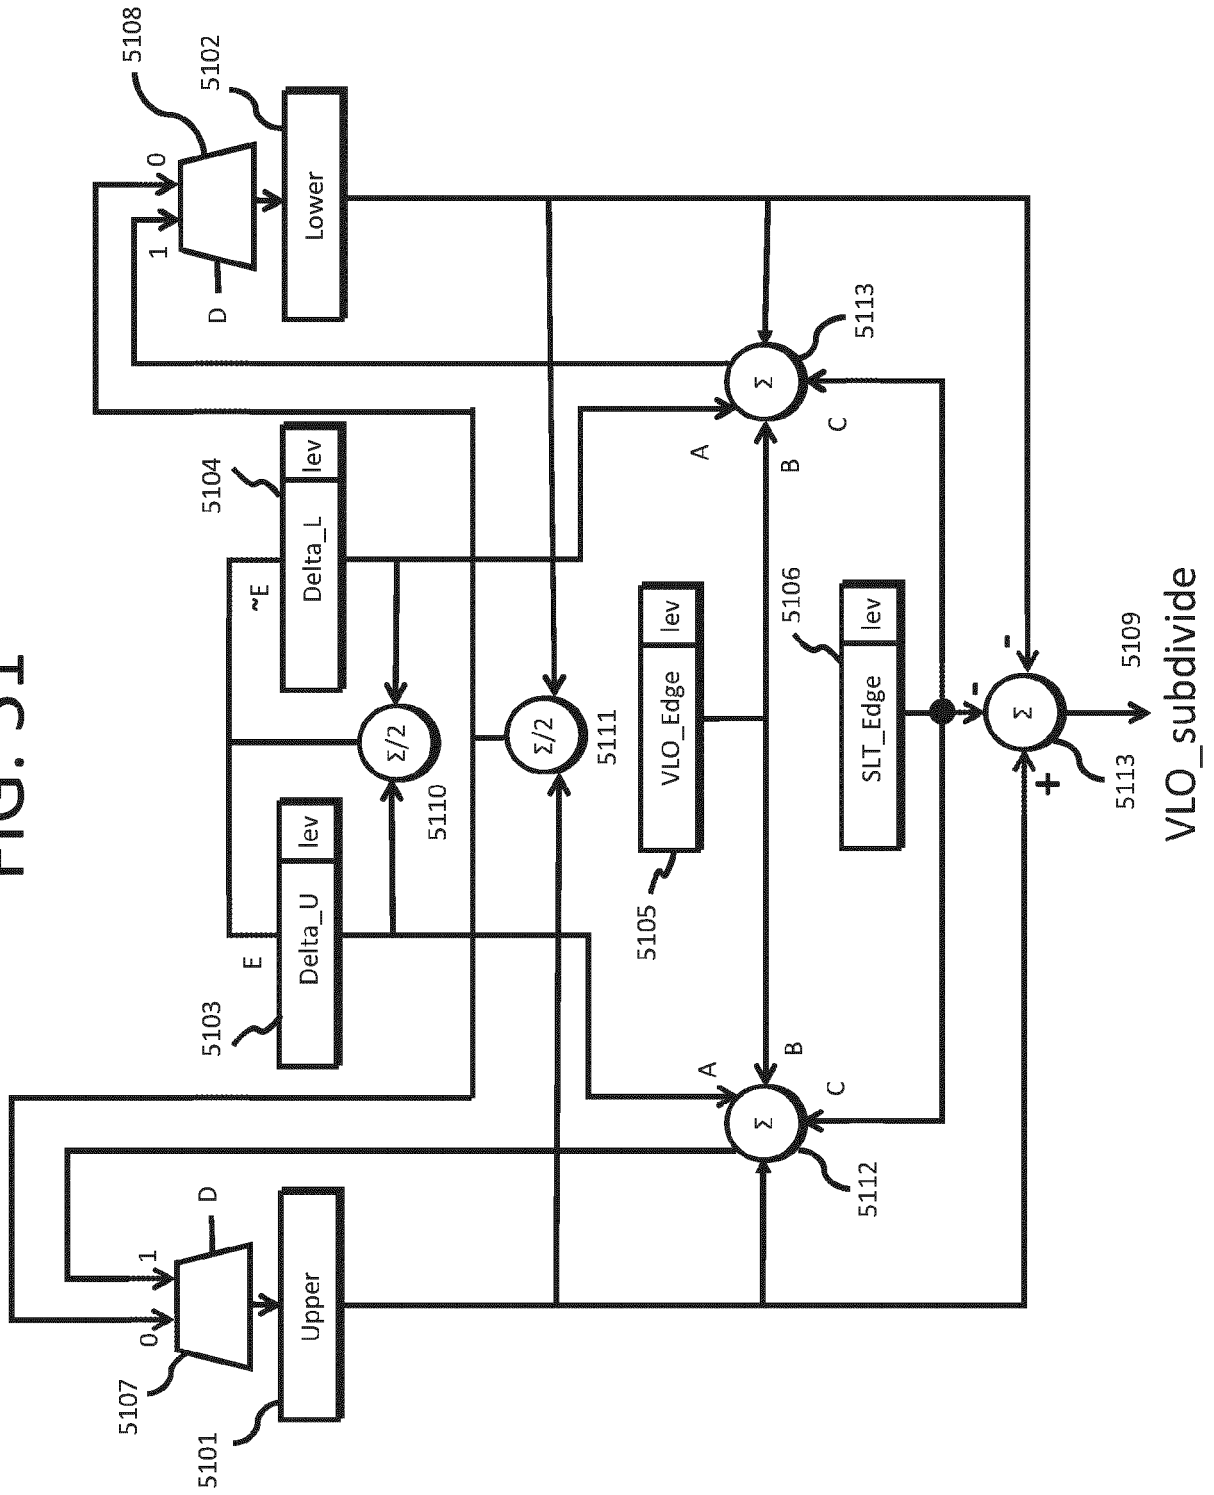 FIG. 51
5107
0
1
D
5101
Upper
5103
E
Delta_U
lev
5104
~E
Delta_L
lev
5108
1
0
D
5102
Lower
Σ/2
5110
Σ/2
5111
5105
VLO_Edge
lev
5106
SLT_Edge
lev
A
B
C
Σ
5112
A
B
C
Σ
5113
+
-
-
Σ
5113
5109
VLO_subdivide